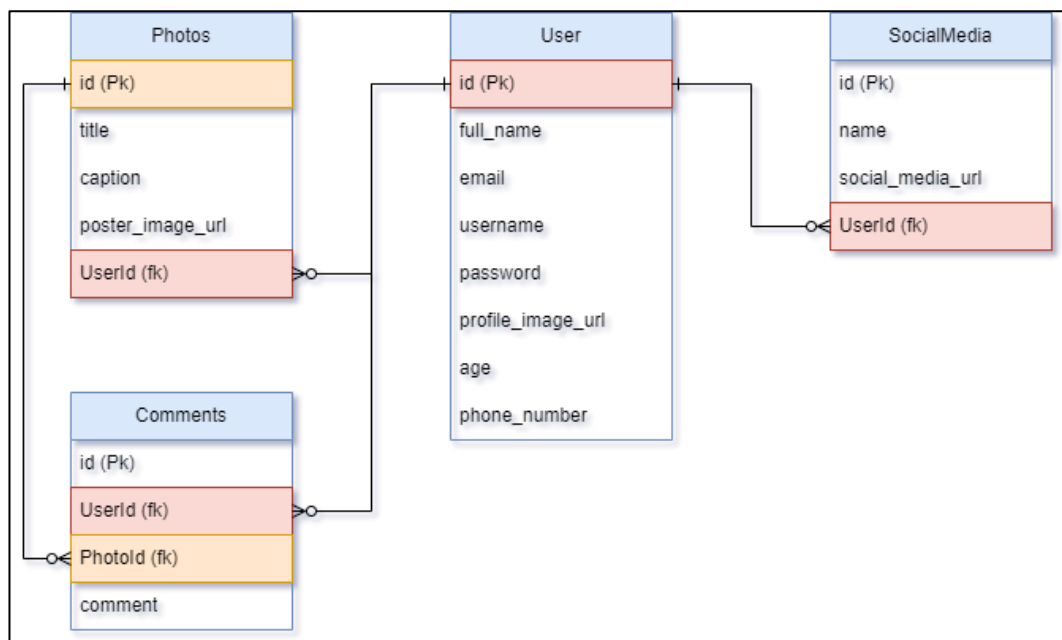 Photos
id (Pk)
title
caption
poster_image_url
UserId (fk)
Comments
id (Pk)
UserId (fk)
PhotoId (fk)
comment
User
id (Pk)
full_name
email
username
password
profile_image_url
age
phone_number
SocialMedia
id (Pk)
name
social_media_url
UserId (fk)